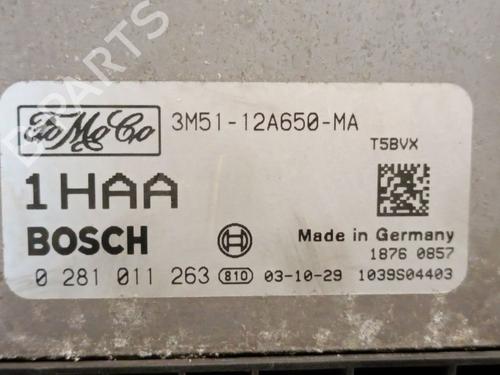 B-PARTS
FoMoCo 3M51-12A650-MA
T5BVX
1HAA
BOSCH Made in Germany
1876 0857
0 281 011 263 810 03-10-29 1039S04403